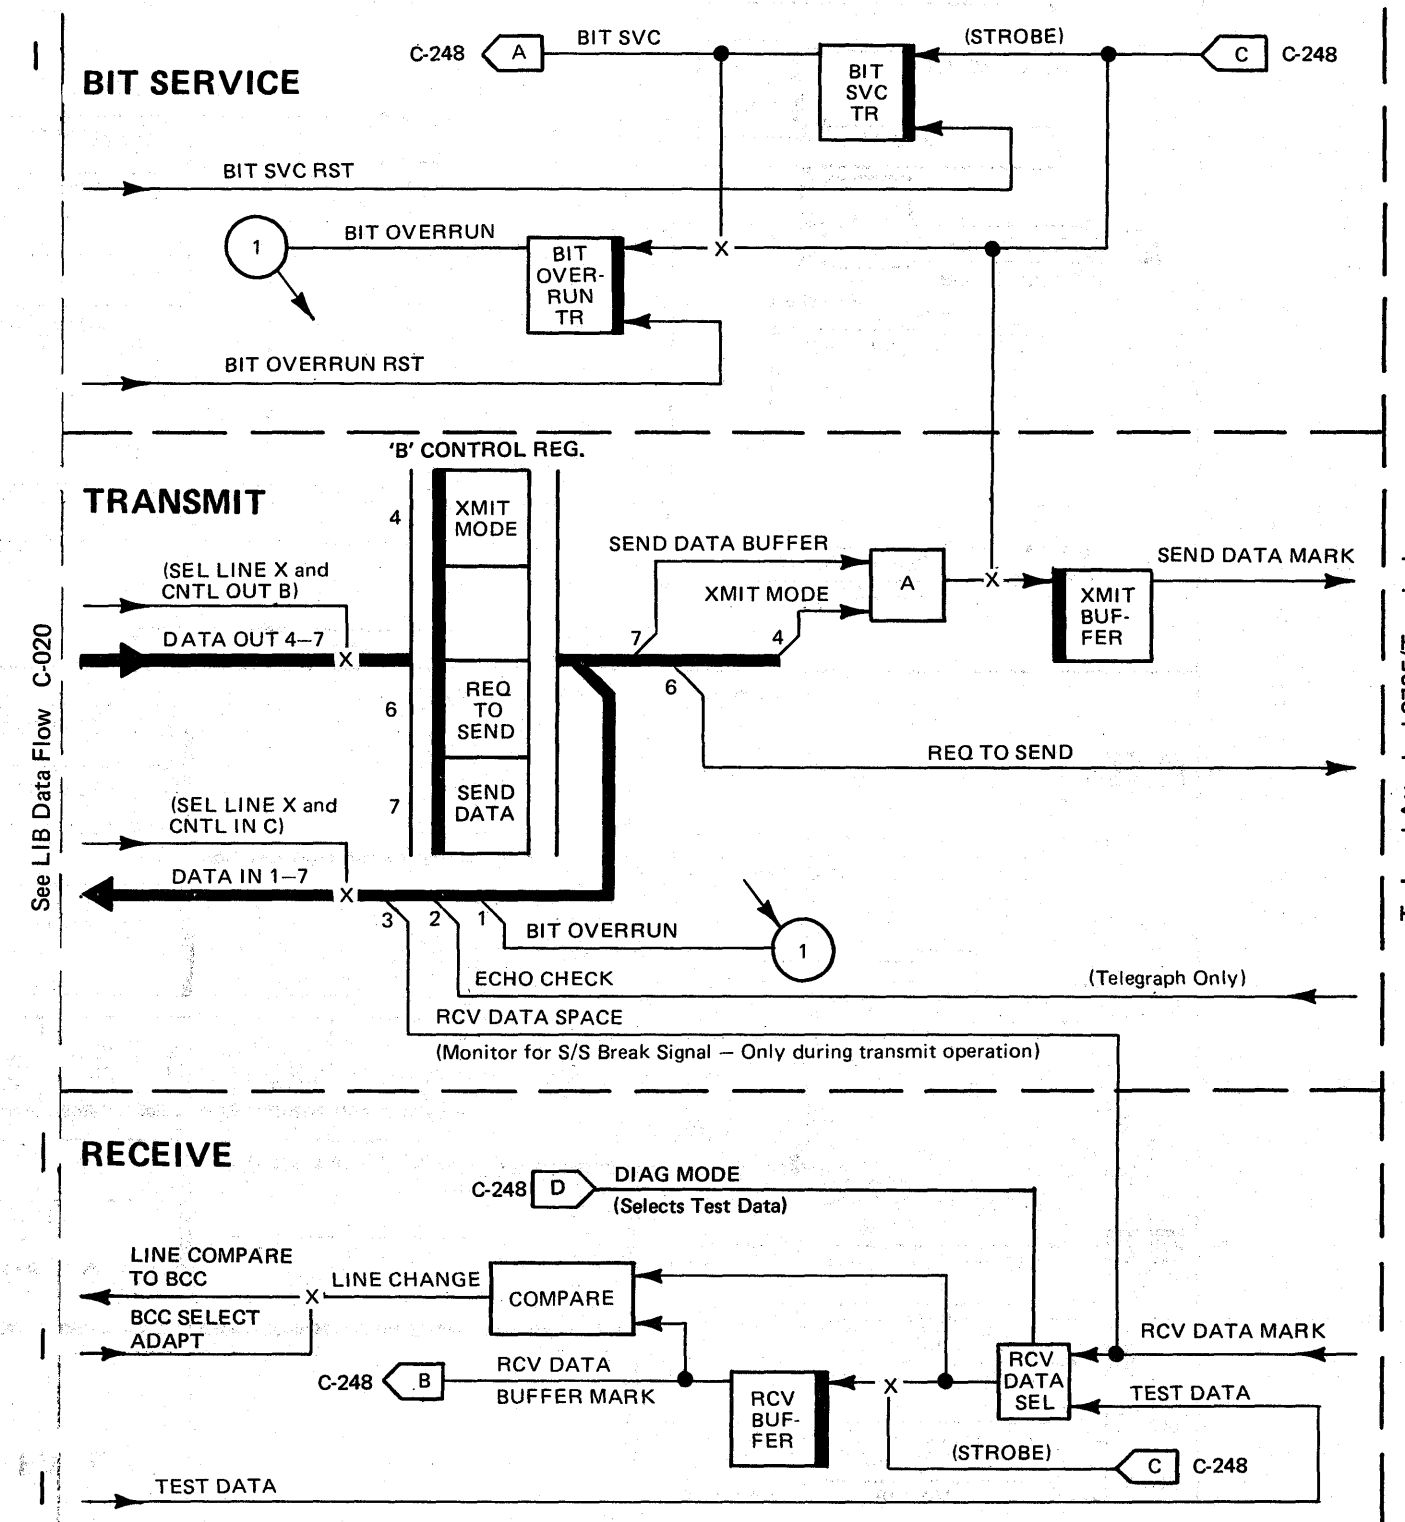 C-248
A
BIT SVC
(STROBE)
C
C-248
BIT SERVICE
BIT
SVC
TR
BIT SVC RST
1
BIT OVERRUN
BIT
OVER-
RUN
TR
X
BIT OVERRUN RST
'B' CONTROL REG.
TRANSMIT
4
XMIT
MODE
(SEL LINE X and
CNTL OUT B)
DATA OUT 4–7
X
SEND DATA BUFFER
XMIT MODE
A
X
XMIT
BUF-
FER
SEND DATA MARK
7
4
6
6
REQ
TO
SEND
REQ TO SEND
See LIB Data Flow C-020
7
SEND
DATA
(SEL LINE X and
CNTL IN C)
DATA IN 1–7
X
3
2
1
BIT OVERRUN
1
ECHO CHECK
(Telegraph Only)
RCV DATA SPACE
(Monitor for S/S Break Signal – Only during transmit operation)
RECEIVE
C-248
D
DIAG MODE
(Selects Test Data)
LINE COMPARE
TO BCC
X
LINE CHANGE
COMPARE
BCC SELECT
ADAPT
C-248
B
RCV DATA
BUFFER MARK
RCV
BUF-
FER
X
RCV
DATA
SEL
RCV DATA MARK
TEST DATA
(STROBE)
C
C-248
TEST DATA